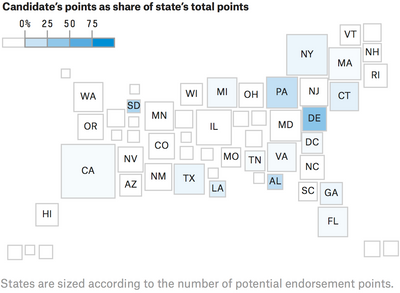 Candidate's points as share of state's total points
0% 25 50 75
VT
NY
NH
MA
RI
WA
WI
MI
OH
PA
NJ
CT
SD
MN
OR
IL
MD
DE
CO
DC
NV
MO
TN
VA
NC
CA
AZ
NM
TX
LA
AL
SC
GA
HI
FL
States are sized according to the number of potential endorsement points.